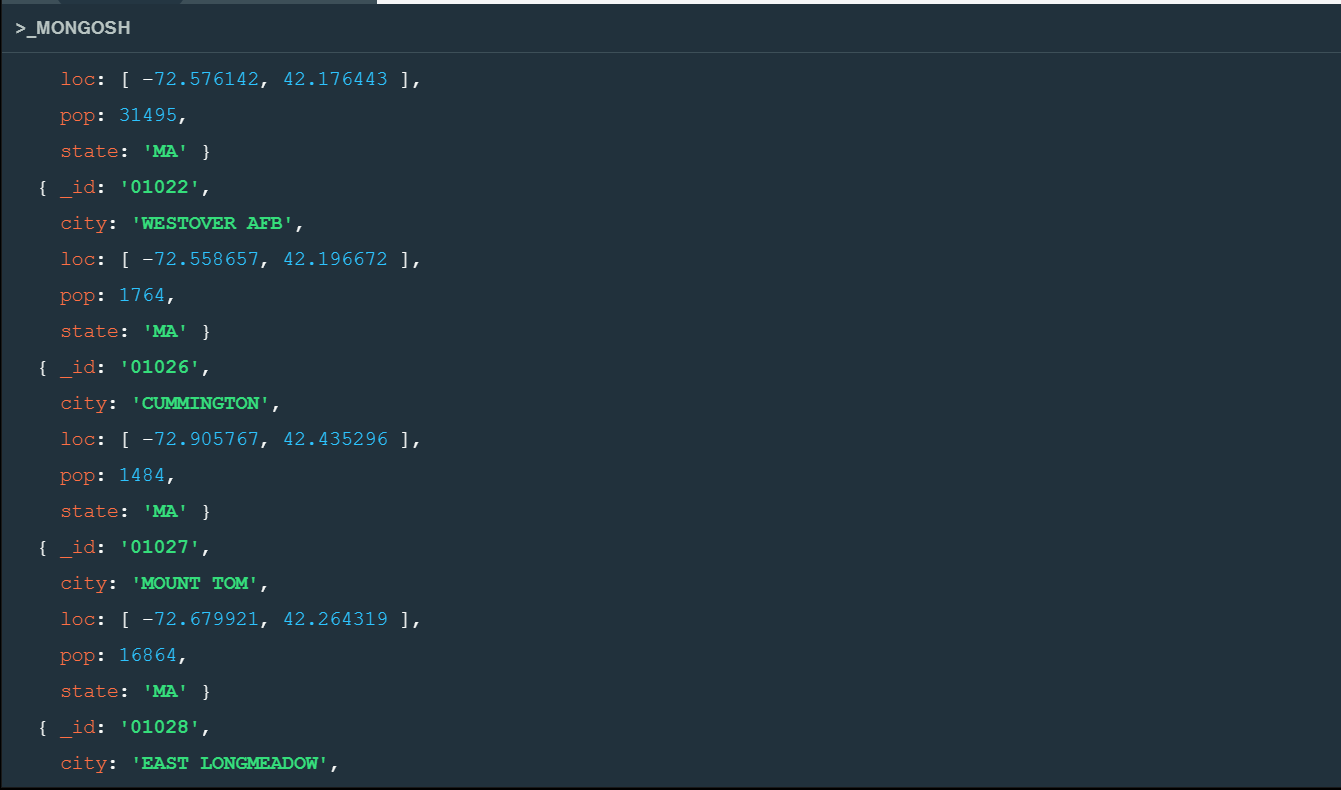 >_MONGOSH
loc: [ -72.576142, 42.176443 ],
pop: 31495,
state: 'MA' }
{ _id: '01022',
city: 'WESTOVER AFB',
loc: [ -72.558657, 42.196672 ],
pop: 1764,
state: 'MA' }
{ _id: '01026',
city: 'CUMMINGTON',
loc: [ -72.905767, 42.435296 ],
pop: 1484,
state: 'MA' }
{ _id: '01027',
city: 'MOUNT TOM',
loc: [ -72.679921, 42.264319 ],
pop: 16864,
state: 'MA' }
{ _id: '01028',
city: 'EAST LONGMEADOW',